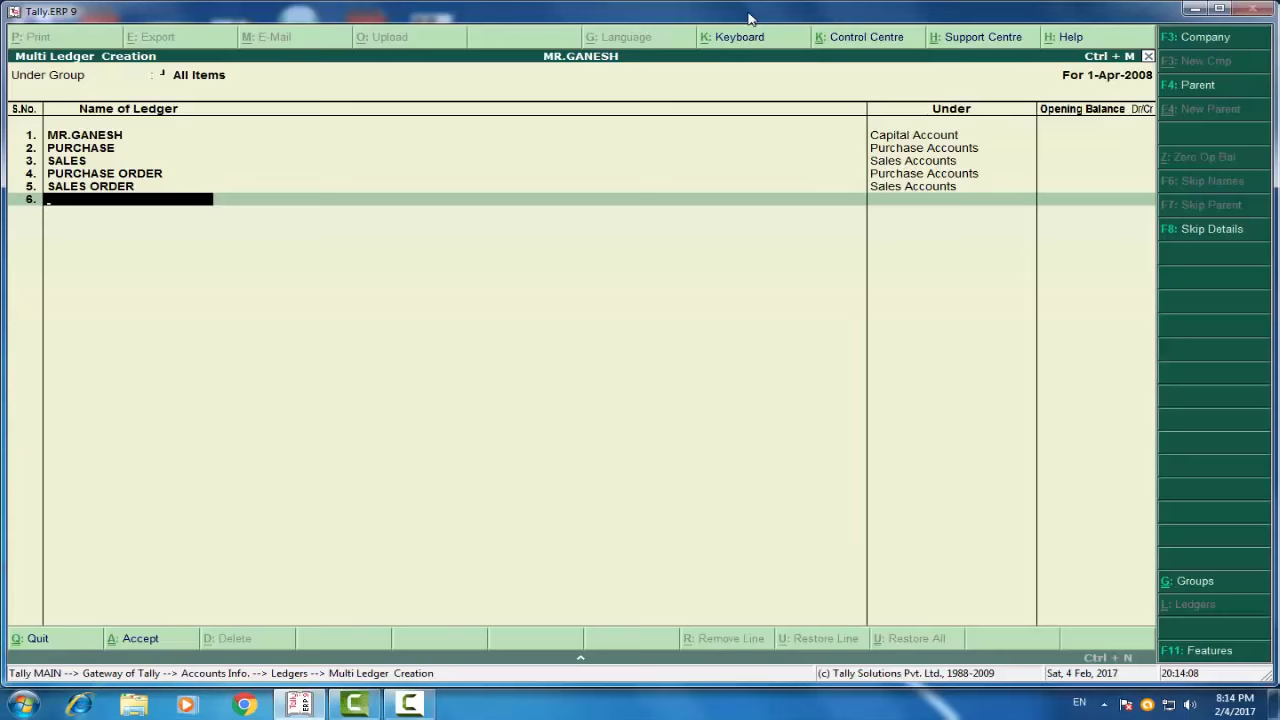 Tally.ERP 9
P: Print E: Export M: E-Mail O: Upload G: Language K: Keyboard K: Control Centre H: Support Centre H: Help
Multi Ledger Creation MR.GANESH Ctrl + M
Under Group : All Items For 1-Apr-2008
S.No. Name of Ledger Under Opening Balance Dr/Cr
1. MR.GANESH Capital Account
2. PURCHASE Purchase Accounts
3. SALES Sales Accounts
4. PURCHASE ORDER Purchase Accounts
5. SALES ORDER Sales Accounts
6.
F3: Company
F3: New Cmp
F4: Parent
F4: New Parent
Z: Zero Op Bal
F6: Skip Names
F7: Skip Parent
F8: Skip Details
G: Groups
L: Ledgers
F11: Features
Q: Quit A: Accept D: Delete R: Remove Line U: Restore Line U: Restore All
Ctrl + N
Tally MAIN --> Gateway of Tally --> Accounts Info. --> Ledgers --> Multi Ledger Creation (c) Tally Solutions Pvt. Ltd., 1988-2009 Sat, 4 Feb, 2017 20:14:08
EN 8:14 PM
2/4/2017